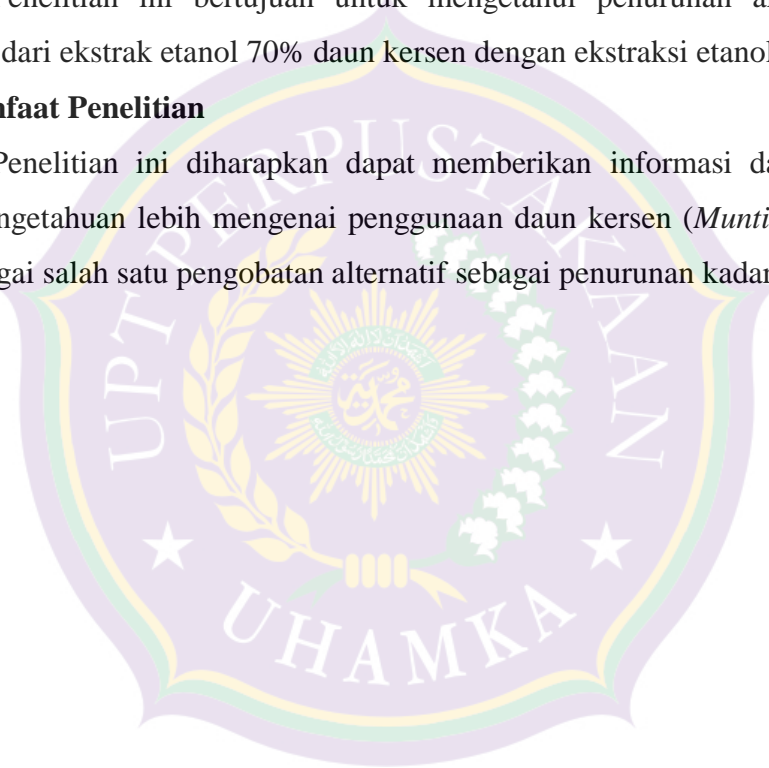 enelitian ini bertujuan untuk mengetahui penurunan
dari ekstrak etanol 70% daun kersen dengan ekstraksi etanol
nfaat Penelitian
Penelitian ini diharapkan dapat memberikan informasi da
ngetahuan lebih mengenai penggunaan daun kersen (Munti
gai salah satu pengobatan alternatif sebagai penurunan kadar
UPT PERPUSTAKAAN
UHAMKA